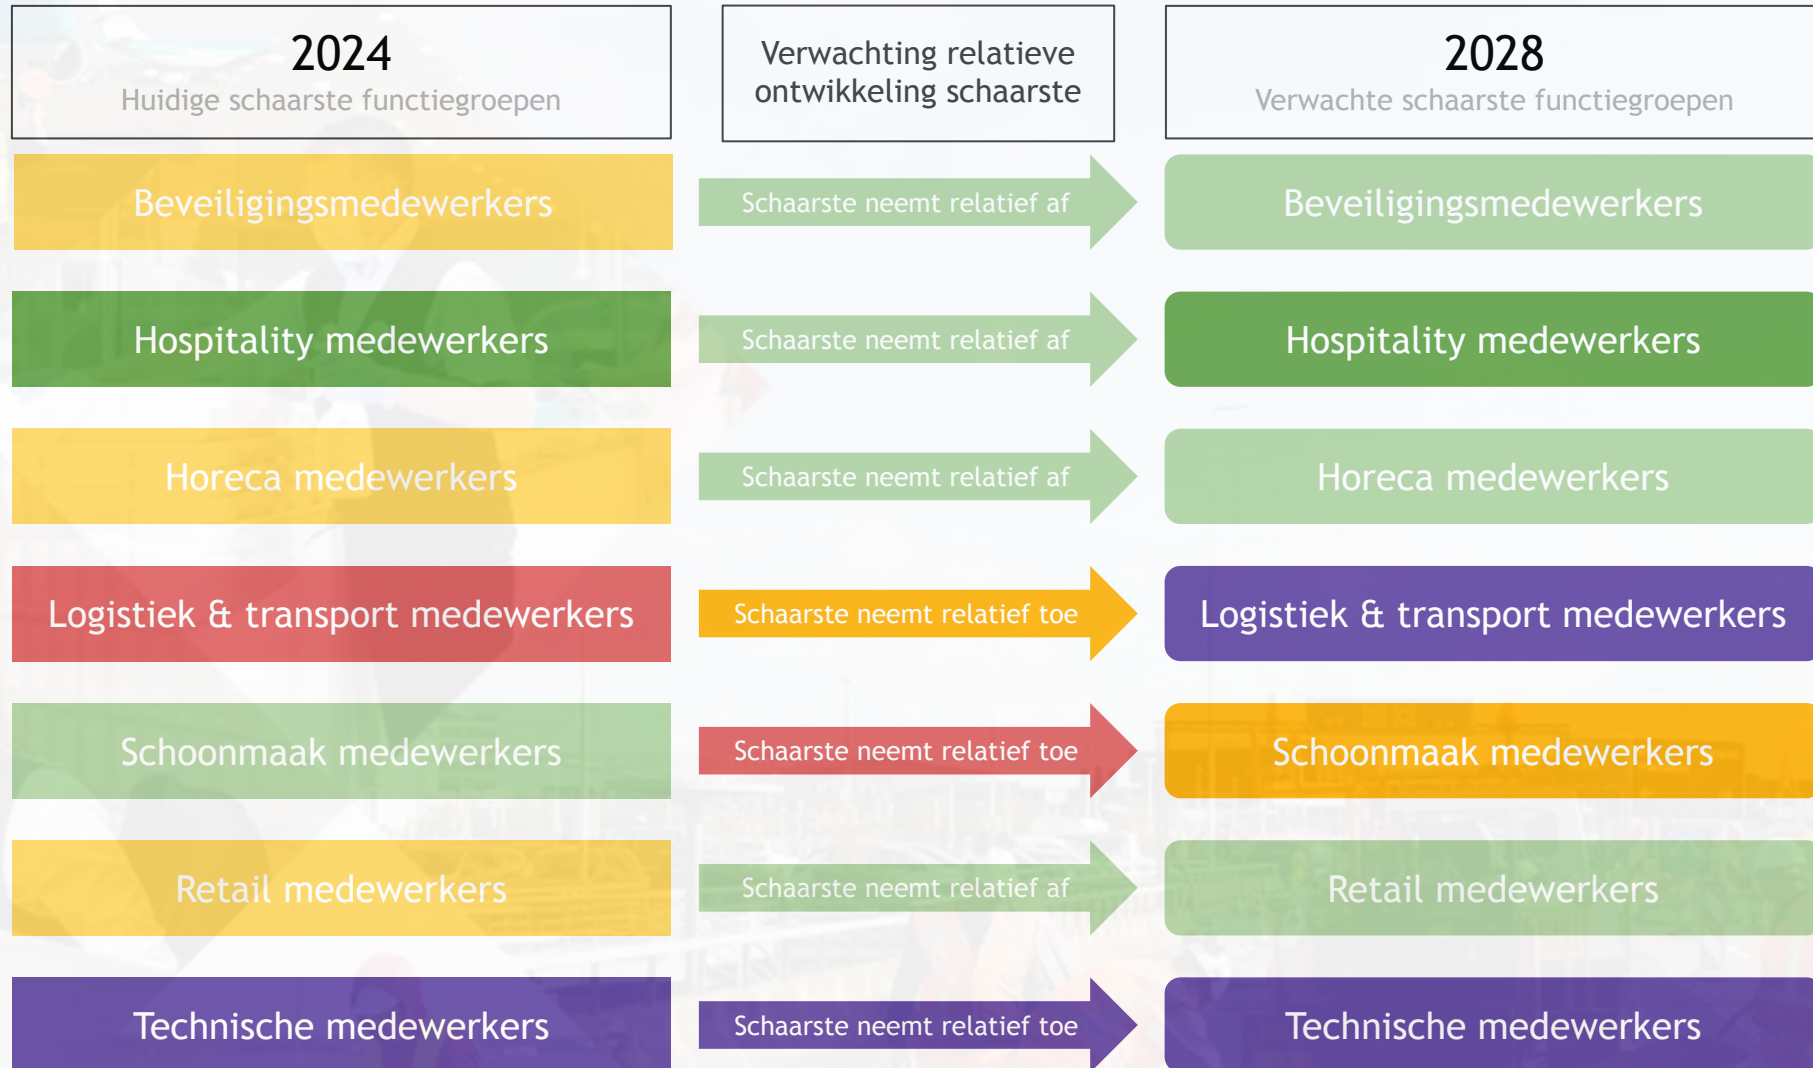 2024
Huidige schaarste functiegroepen
Verwachting relatieve
ontwikkeling schaarste
2028
Verwachte schaarste functiegroepen
Beveiligingsmedewerkers
Schaarste neemt relatief af
Beveiligingsmedewerkers
Hospitality medewerkers
Schaarste neemt relatief af
Hospitality medewerkers
Horeca medewerkers
Schaarste neemt relatief af
Horeca medewerkers
Logistiek & transport medewerkers
Schaarste neemt relatief toe
Logistiek & transport medewerkers
Schoonmaak medewerkers
Schaarste neemt relatief toe
Schoonmaak medewerkers
Retail medewerkers
Schaarste neemt relatief af
Retail medewerkers
Technische medewerkers
Schaarste neemt relatief toe
Technische medewerkers